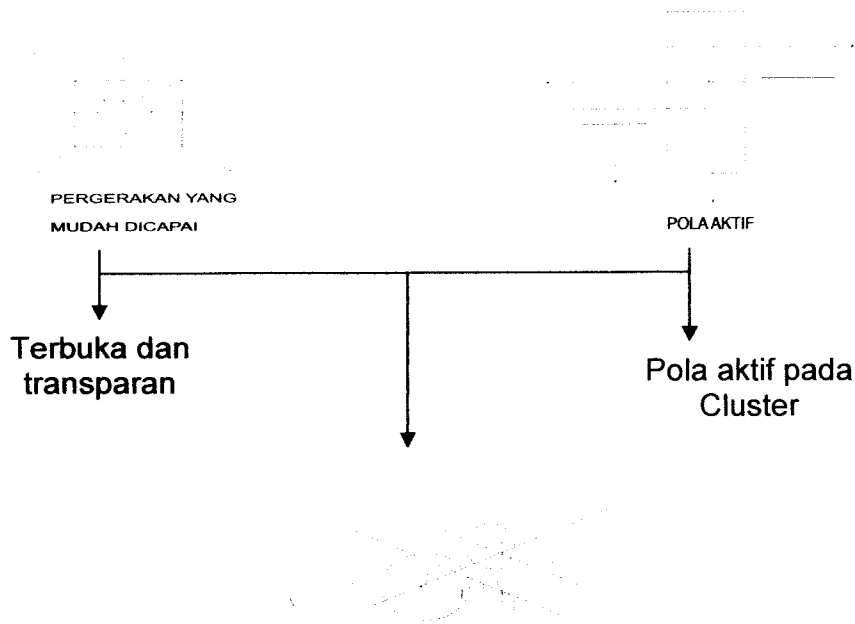 PERGERAKAN YANG
MUDAH DICAPAI
POLA AKTIF
Terbuka dan
transparan
Pola aktif pada
Cluster